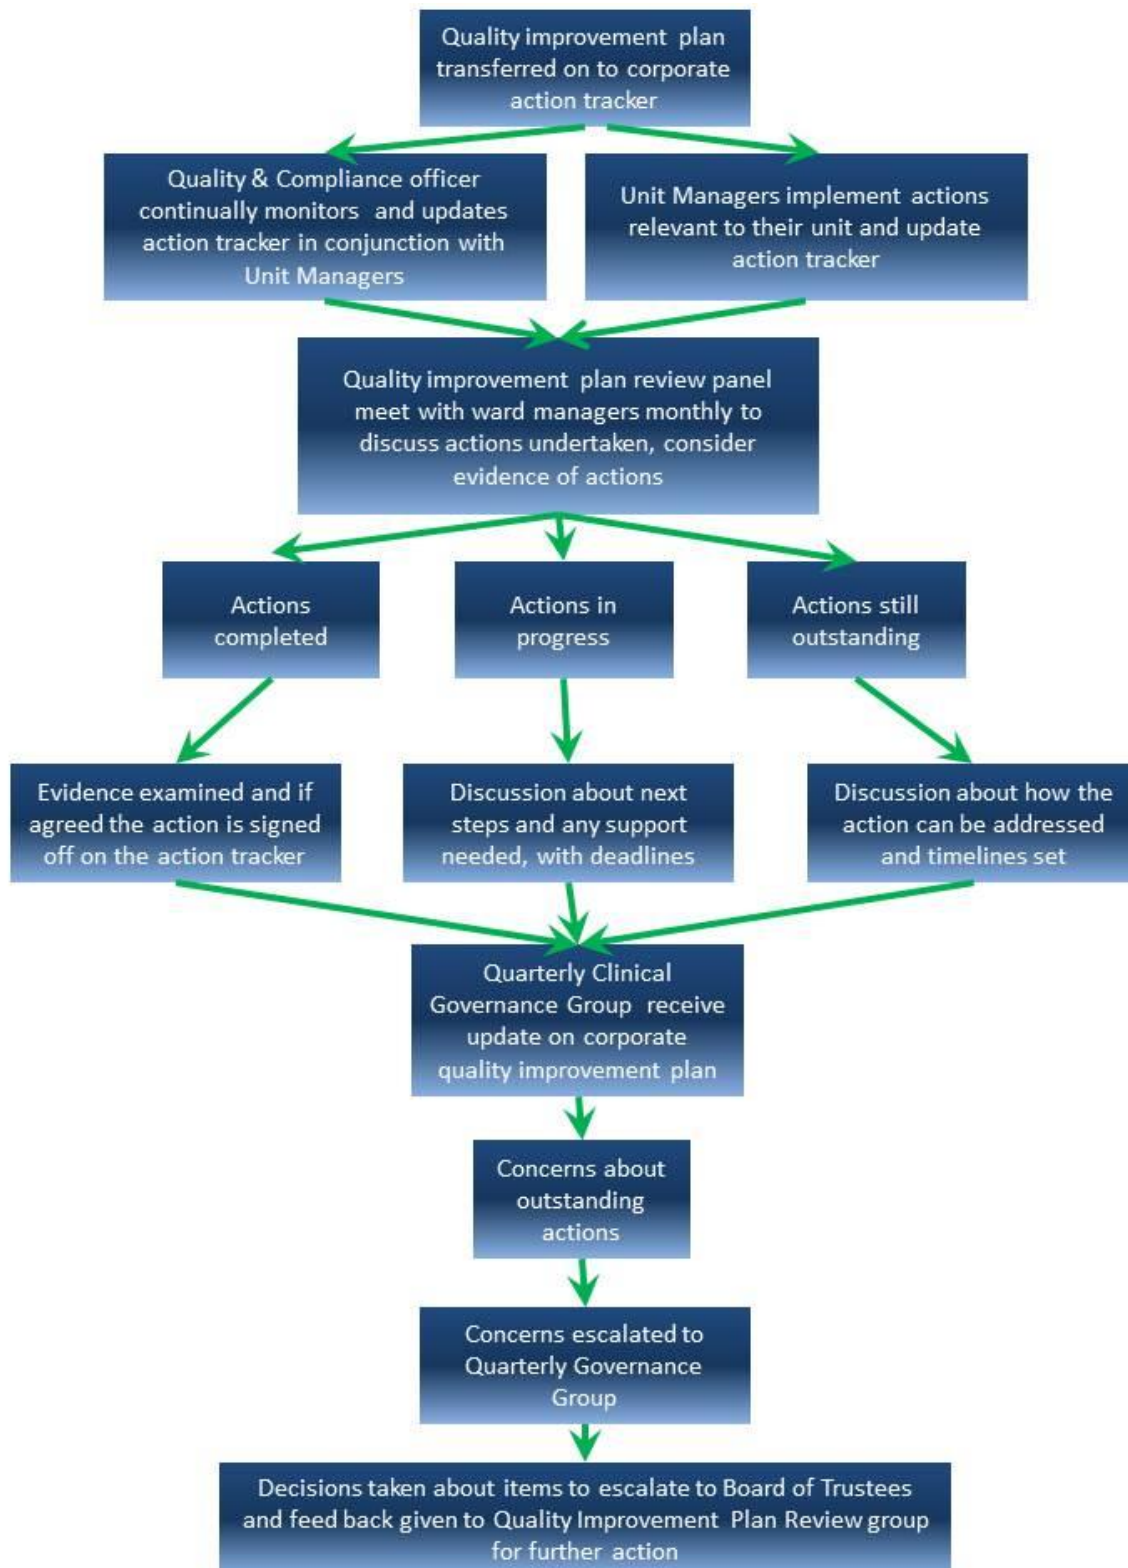 Quality improvement plan
transferred on to corporate
action tracker
Quality & Compliance officer
continually monitors and updates
action tracker in conjunction with
Unit Managers
Unit Managers implement actions
relevant to their unit and update
action tracker
Quality improvement plan review panel
meet with ward managers monthly to
discuss actions undertaken, consider
evidence of actions
Actions
completed
Actions in
progress
Actions still
outstanding
Evidence examined and if
agreed the action is signed
off on the action tracker
Discussion about next
steps and any support
needed, with deadlines
Discussion about how the
action can be addressed
and timelines set
Quarterly Clinical
Governance Group receive
update on corporate
quality improvement plan
Concerns about
outstanding
actions
Concerns escalated to
Quarterly Governance
Group
Decisions taken about items to escalate to Board of Trustees
and feed back given to Quality Improvement Plan Review group
for further action